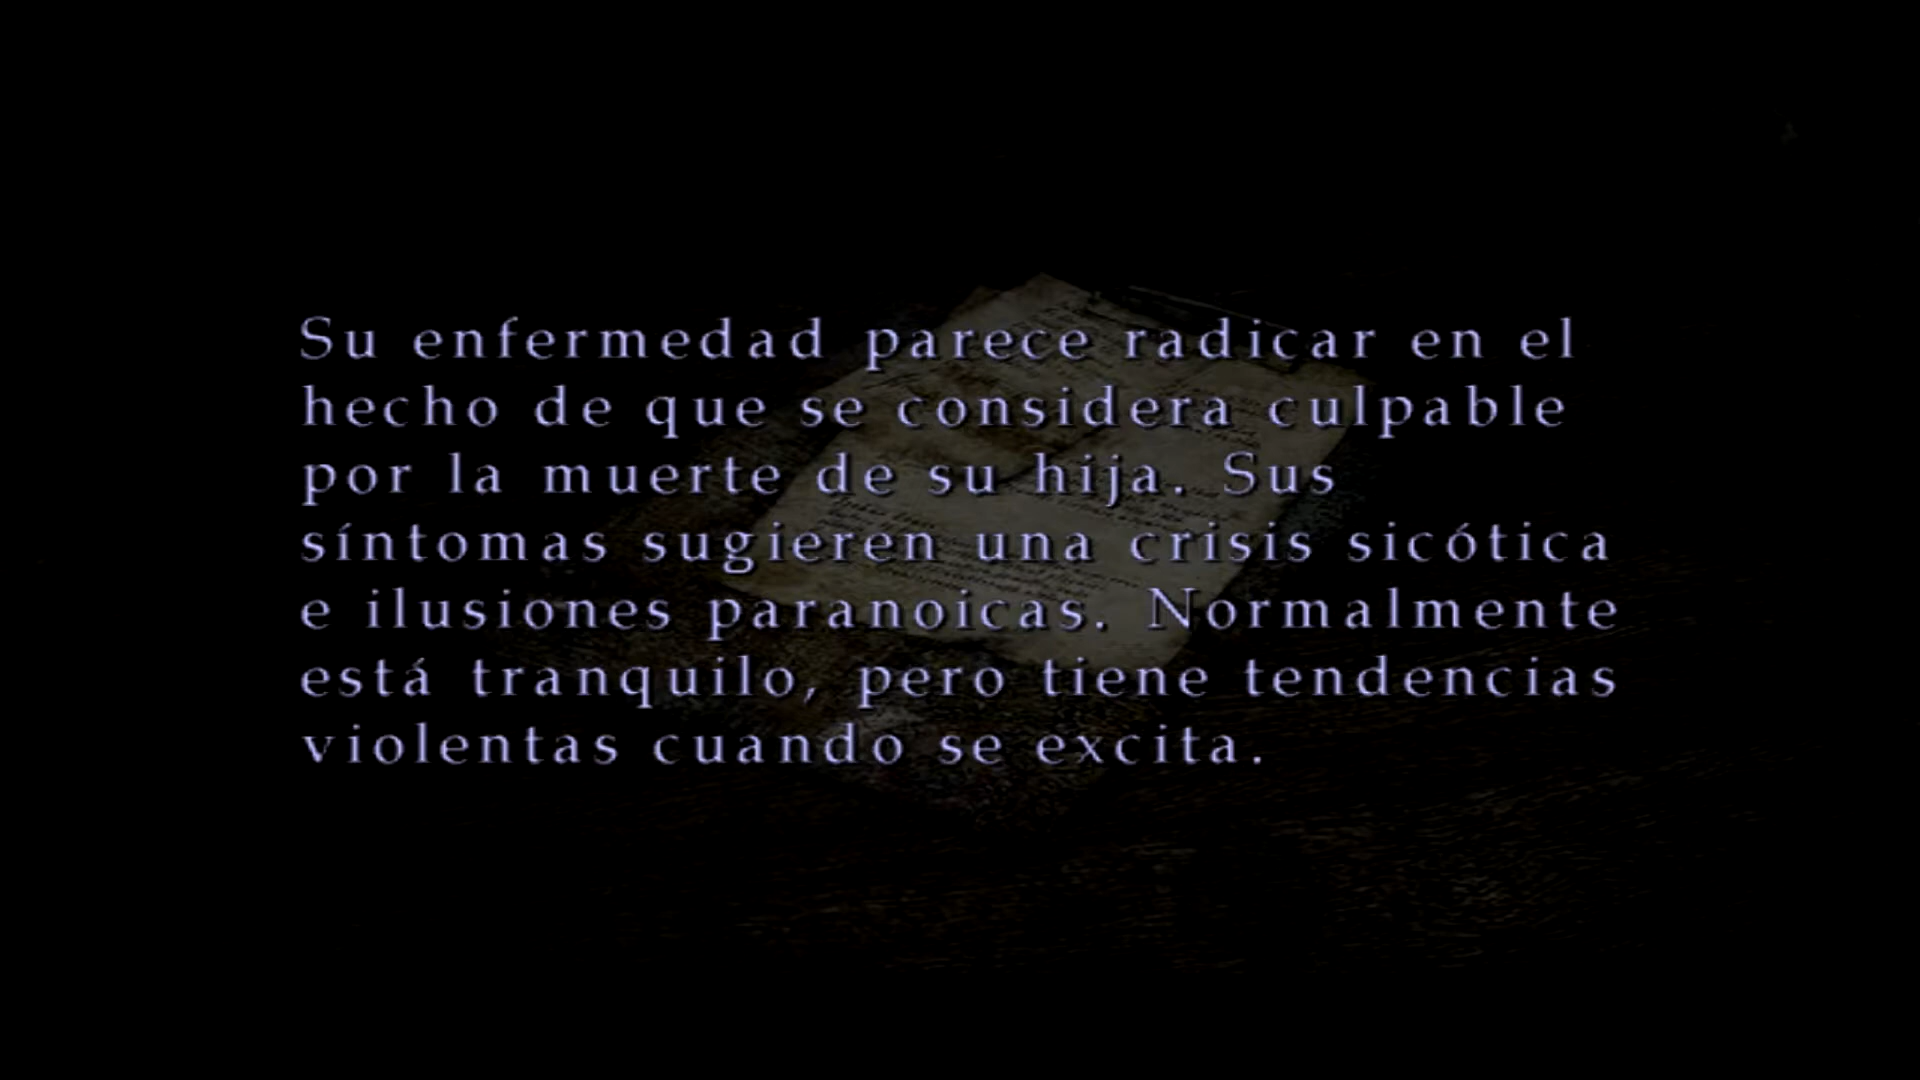 Su enfermedad parece radicar en el
hecho de que se considera culpable
por la muerte de su hija. Sus
síntomas sugieren una crisis sicótica
e ilusiones paranoicas. Normalmente
está tranquilo, pero tiene tendencias
violentas cuando se excita.